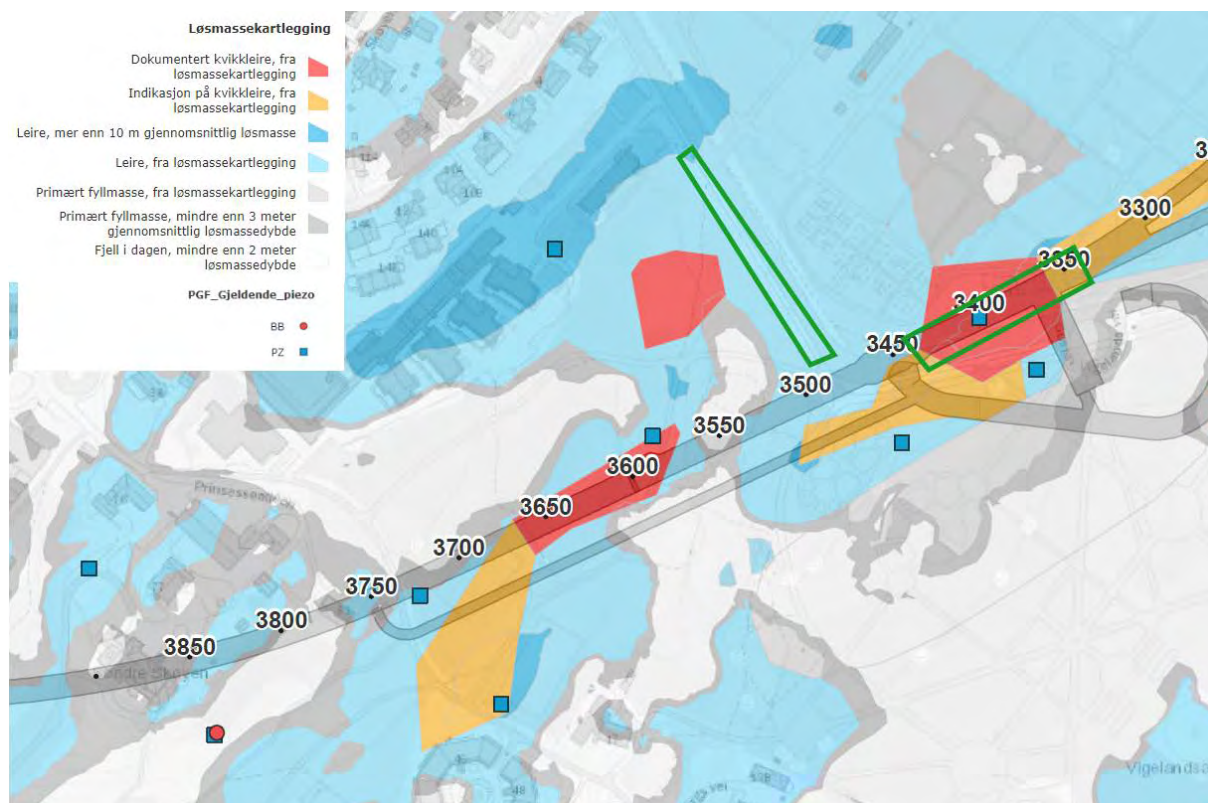 Løsmassekartlegging
Dokumentert kvikkleire, fra
løsmassekartlegging
Indikasjon på kvikkleire, fra
løsmassekartlegging
Leire, mer enn 10 m gjennomsnittlig løsmasse
Leire, fra løsmassekartlegging
Primært fyllmasse, fra løsmassekartlegging
Primært fyllmasse, mindre enn 3 meter
gjennomsnittlig løsmassedybde
Fjell i dagen, mindre enn 2 meter
løsmassedybde
PGF_Gjeldende_piezo
BB
PZ
3300
3400
3450
3500
3550
3600
3650
3700
3750
3800
3850
Vigelandsa